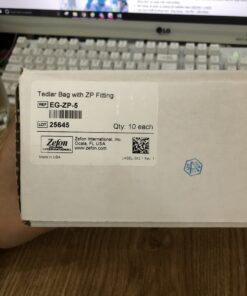 LG
Tedlar Bag with ZP Fitting
REF EG-ZP-5
LOT 25645
Qty: 10 each
Zefon
INTERNATIONAL
Zefon International, Inc.
Ocala, FL USA
www.zefon.com
Made in USA